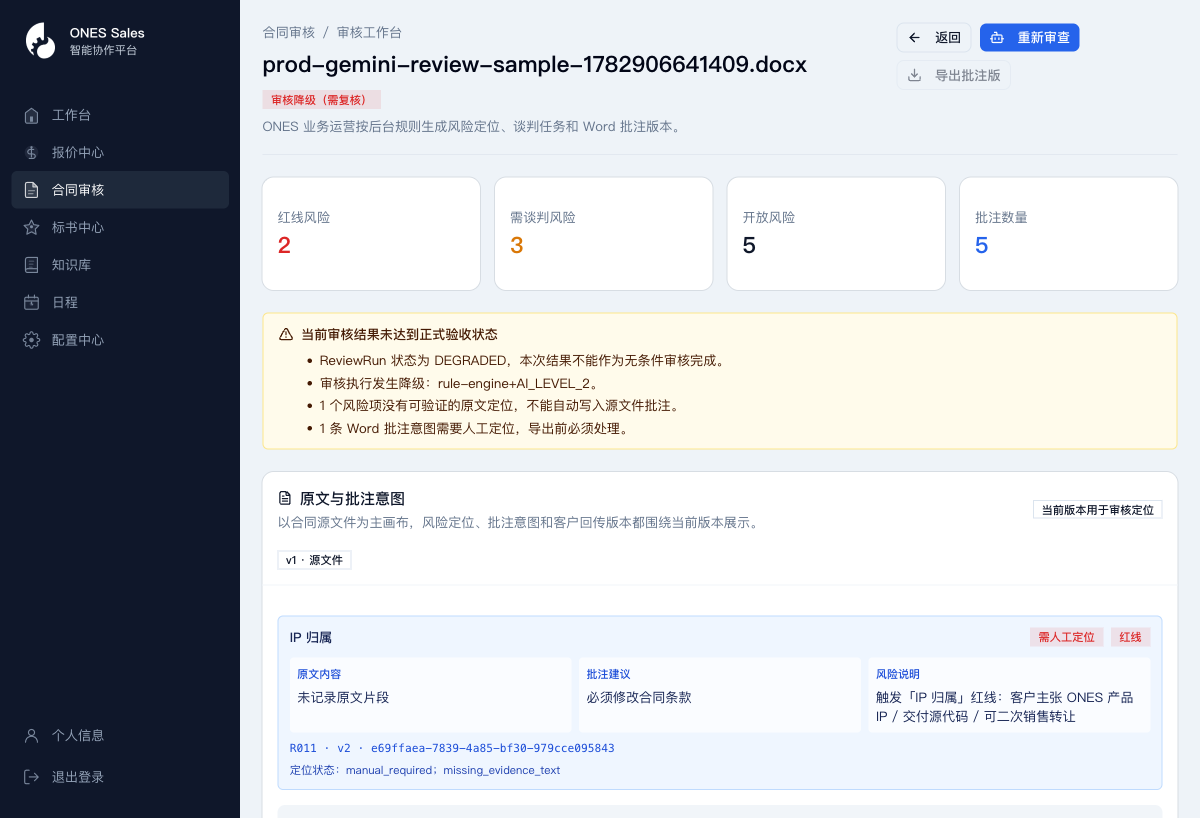 ONES Sales
智能协作平台
工作台
报价中心
合同审核
标书中心
知识库
日程
配置中心
个人信息
退出登录
合同审核 / 审核工作台
prod-gemini-review-sample-1782906641409.docx
审核降级（需复核）
ONES 业务运营按后台规则生成风险定位、谈判任务和 Word 批注版本。
返回
重新审查
导出批注版
红线风险
2
需谈判风险
3
开放风险
5
批注数量
5
当前审核结果未达到正式验收状态
• ReviewRun 状态为 DEGRADED，本次结果不能作为无条件审核完成。
• 审核执行发生降级：rule-engine+AI_LEVEL_2。
• 1 个风险项没有可验证的原文定位，不能自动写入源文件批注。
• 1 条 Word 批注意图需要人工定位，导出前必须处理。
原文与批注意图
以合同源文件为主画布，风险定位、批注意图和客户回传版本都围绕当前版本展示。
当前版本用于审核定位
v1 · 源文件
IP 归属
需人工定位
红线
原文内容
未记录原文片段
批注建议
必须修改合同条款
风险说明
触发「IP 归属」红线：客户主张 ONES 产品
IP / 交付源代码 / 可二次销售转让
R011 · v2 · e69ffaea-7839-4a85-bf30-979cce095843
定位状态：manual_required；missing_evidence_text